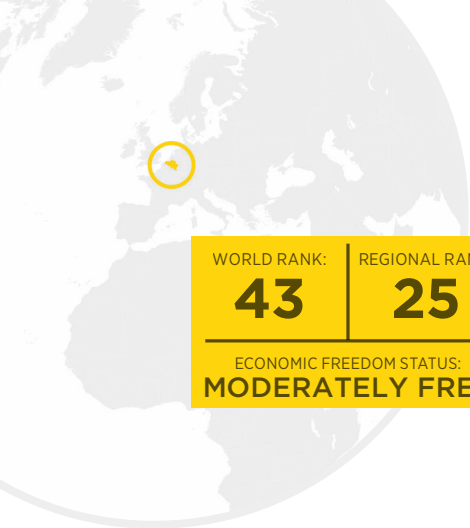 WORLD RANK:
43
REGIONAL RAN
25
ECONOMIC FREEDOM STATUS:
MODERATELY FRE